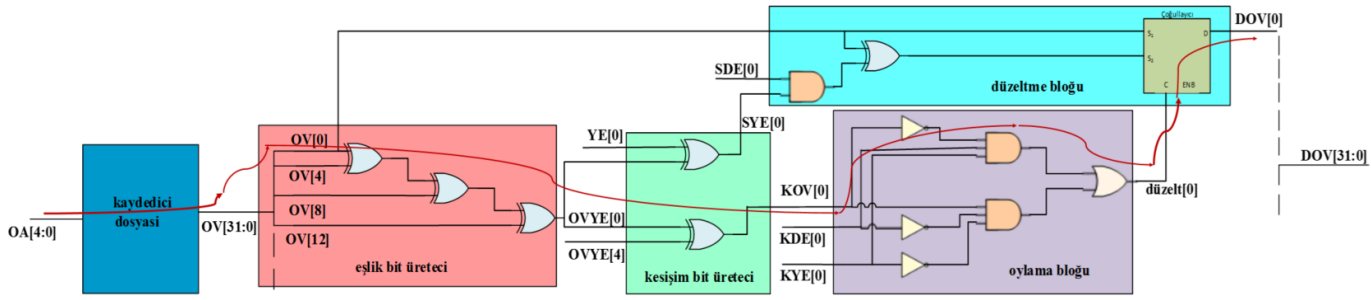 Çoğullayıcı
DOV[0]
S₁
D
S₂
SDE[0]
C
ENB
düzeltme bloğu
SYE[0]
YE[0]
OV[0]
OV[4]
OV[8]
OV[12]
kaydedici
dosyasi
OA[4:0]
OV[31:0]
eşlik bit üreteci
OVYE[0]
OVYE[4]
kesişim bit üreteci
KOV[0]
KDE[0]
KYE[0]
oylama bloğu
düzelt[0]
DOV[31:0]